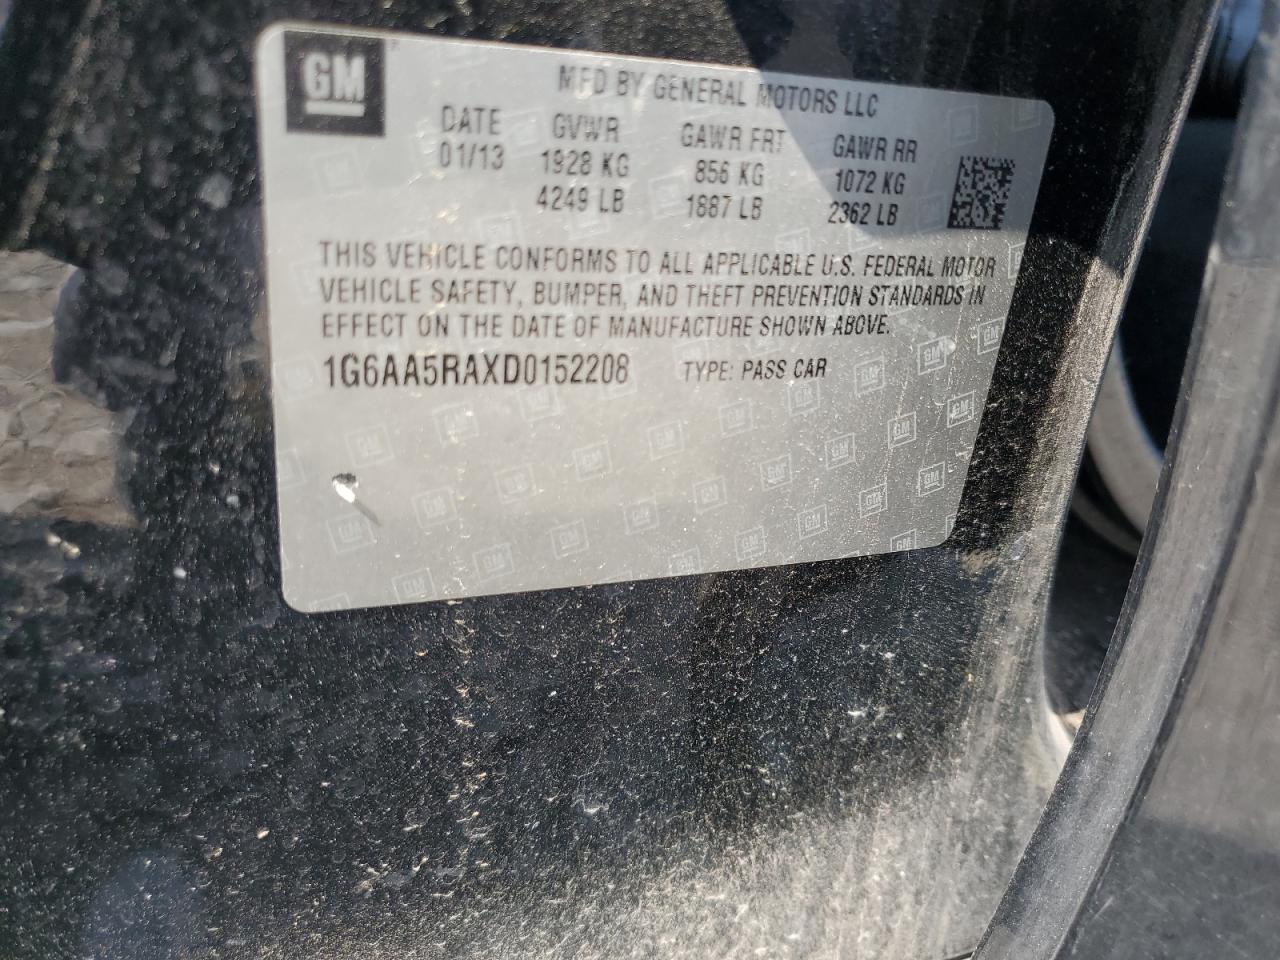 GM
MFD BY GENERAL MOTORS LLC
DATE GVWR GAWR FRT GAWR RR
01/13 1928 KG 856 KG 1072 KG
4249 LB 1887 LB 2362 LB
THIS VEHICLE CONFORMS TO ALL APPLICABLE U.S. FEDERAL MOTOR
VEHICLE SAFETY, BUMPER, AND THEFT PREVENTION STANDARDS IN
EFFECT ON THE DATE OF MANUFACTURE SHOWN ABOVE.
1G6AA5RAXD0152208 TYPE: PASS CAR